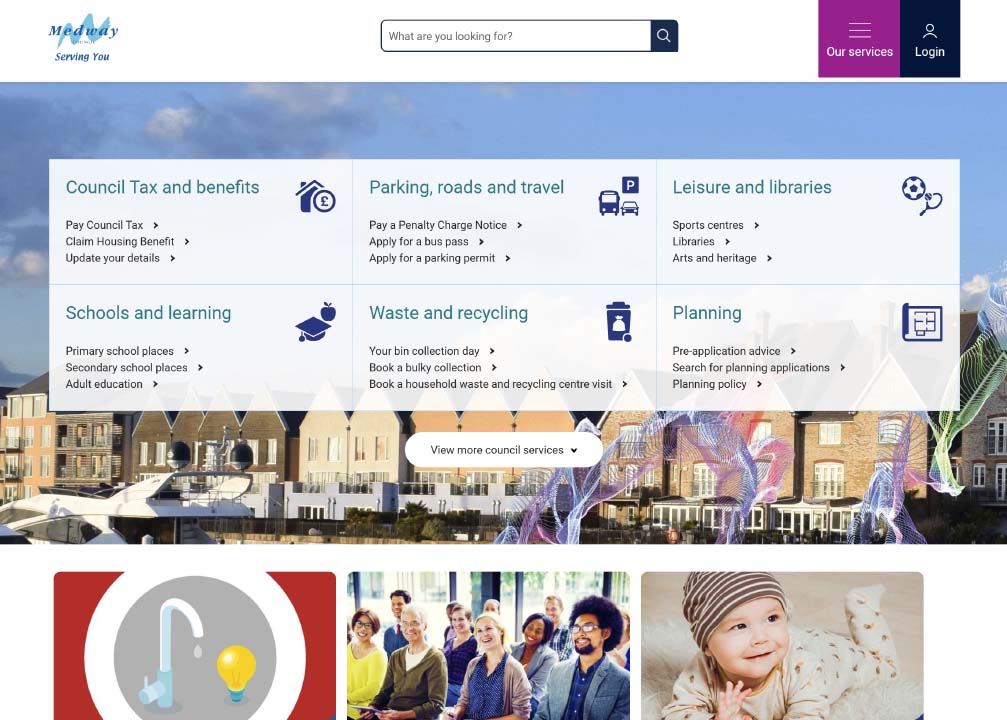 Medway
Serving You
What are you looking for?
Our services
Login
Council Tax and benefits
Pay Council Tax
Claim Housing Benefit
Update your details
Parking, roads and travel
P
Pay a Penalty Charge Notice
Apply for a bus pass
Apply for a parking permit
Leisure and libraries
Sports centres
Libraries
Arts and heritage
Schools and learning
Primary school places
Secondary school places
Adult education
Waste and recycling
Your bin collection day
Book a bulky collection
Book a household waste and recycling centre visit
Planning
Pre-application advice
Search for planning applications
Planning policy
View more council services